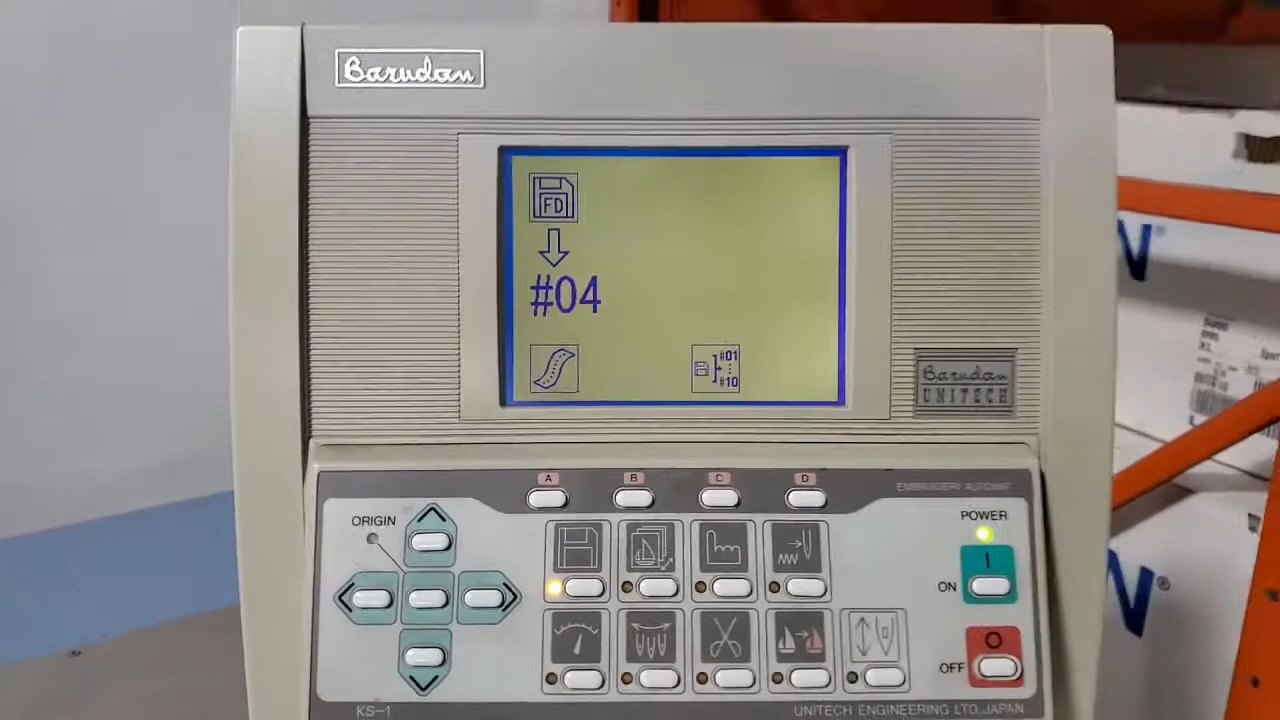 Barudan
FD
#04
#01
#10
Barudan
UNITECH
A
B
C
D
EMBROIDERY AUTOMAT
ORIGIN
POWER
I
ON
O
OFF
KS-1
UNITECH ENGINEERING LTD. JAPAN
N®
N®